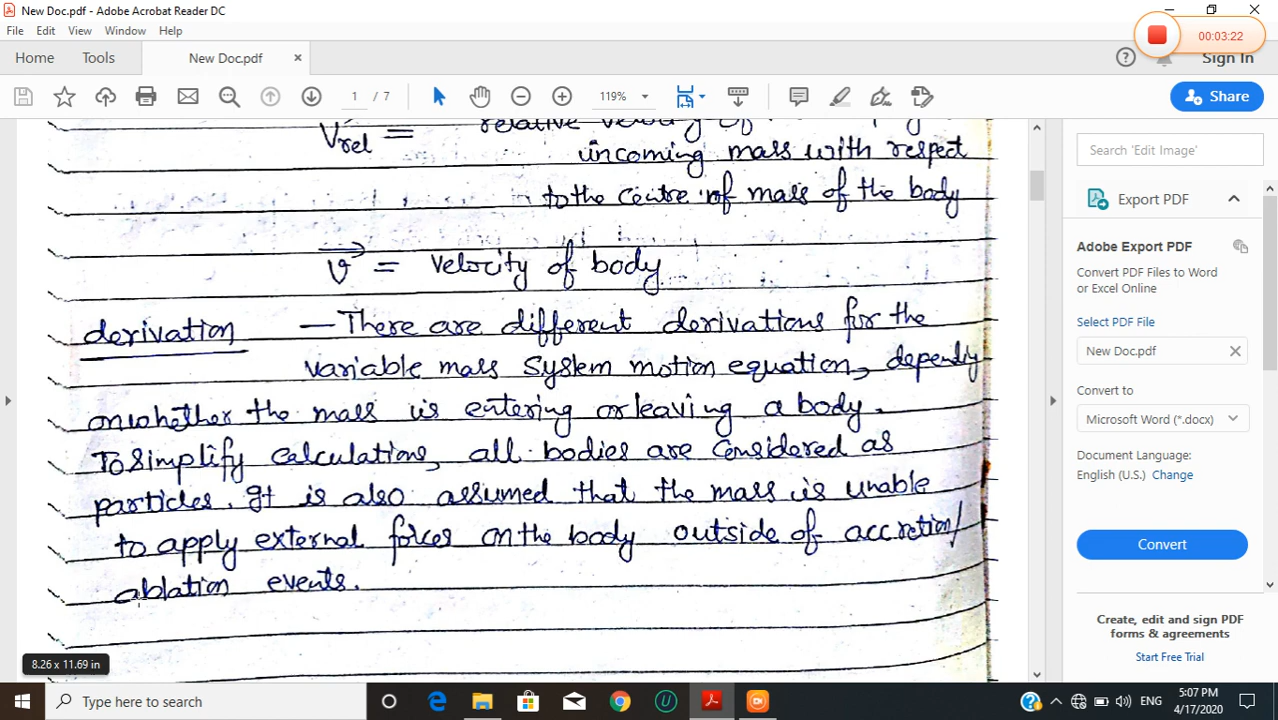 New Doc.pdf - Adobe Acrobat Reader DC
File Edit View Window Help
00:03:22
Home Tools New Doc.pdf
Sign In
1 / 7
119%
Share
Vrel = relative velocity of
incoming mass with respect
to the centre of mass of the body
v = velocity of body
derivation — There are different derivations for the
variable mass system motion equation, depending
on whether the mass is entering or leaving a body.
To simplify calculations, all bodies are considered as
particles. It is also assumed that the mass is unable
to apply external forces on the body outside of accretion/
ablation events.
8.26 x 11.69 in
Search 'Edit Image'
Export PDF
Adobe Export PDF
Convert PDF Files to Word
or Excel Online
Select PDF File
New Doc.pdf
Convert to
Microsoft Word (*.docx)
Document Language:
English (U.S.) Change
Convert
Create, edit and sign PDF
forms & agreements
Start Free Trial
Type here to search
ENG
5:07 PM
4/17/2020